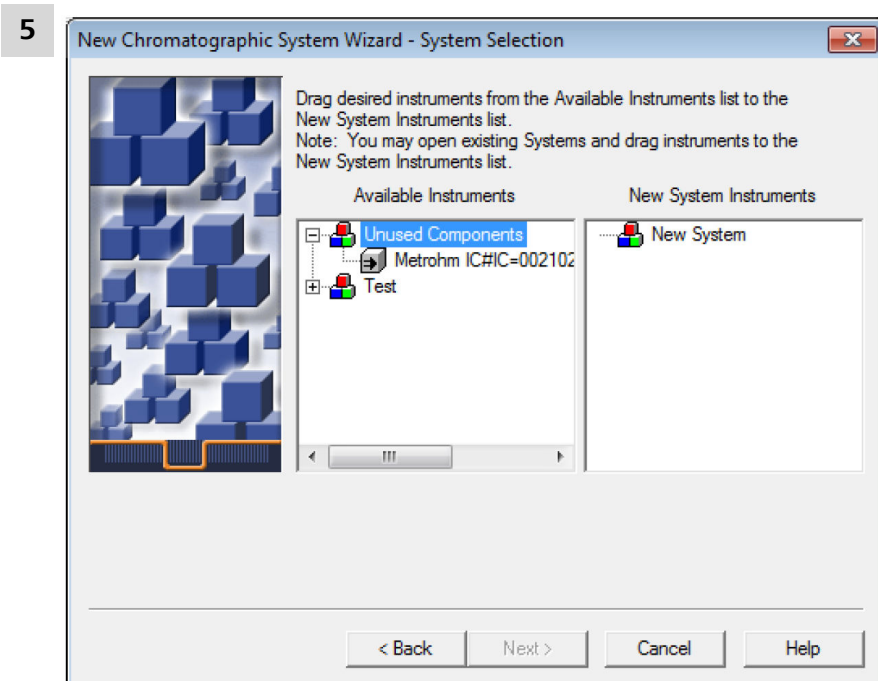 5
New Chromatographic System Wizard - System Selection
Drag desired instruments from the Available Instruments list to the
New System Instruments list.
Note: You may open existing Systems and drag instruments to the
New System Instruments list.
Available Instruments
New System Instruments
Unused Components
Metrohm IC#IC=002102
Test
New System
< Back
Next >
Cancel
Help